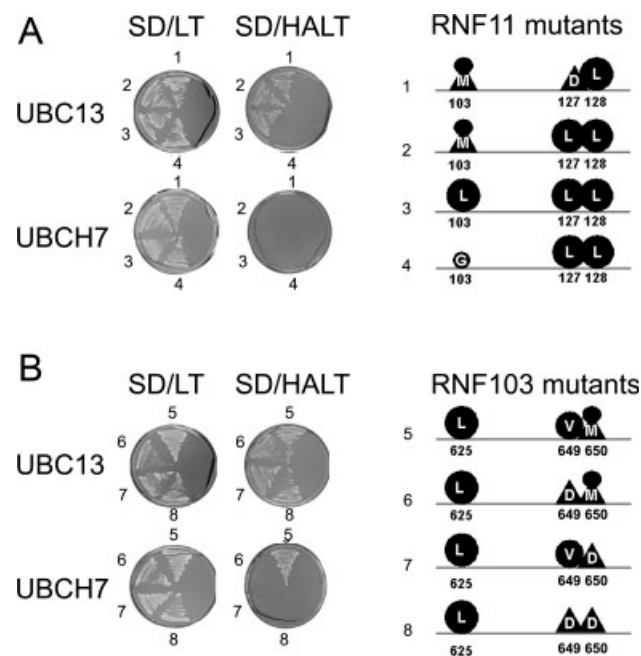 A
SD/LT SD/HALT RNF11 mutants
1 1
UBC13 2 2
3 3
4 4
UBCH7 1 1
2 2
3 3
4 4
1 M D L
103 127 128
2 M L L
103 127 128
3 L L L
103 127 128
4 G L L
103 127 128
B
SD/LT SD/HALT RNF103 mutants
5 5
UBC13 6 6
7 7
8 8
UBCH7 5 5
6 6
7 7
8 8
5 L V M
625 649 650
6 L D M
625 649 650
7 L V D
625 649 650
8 L D D
625 649 650